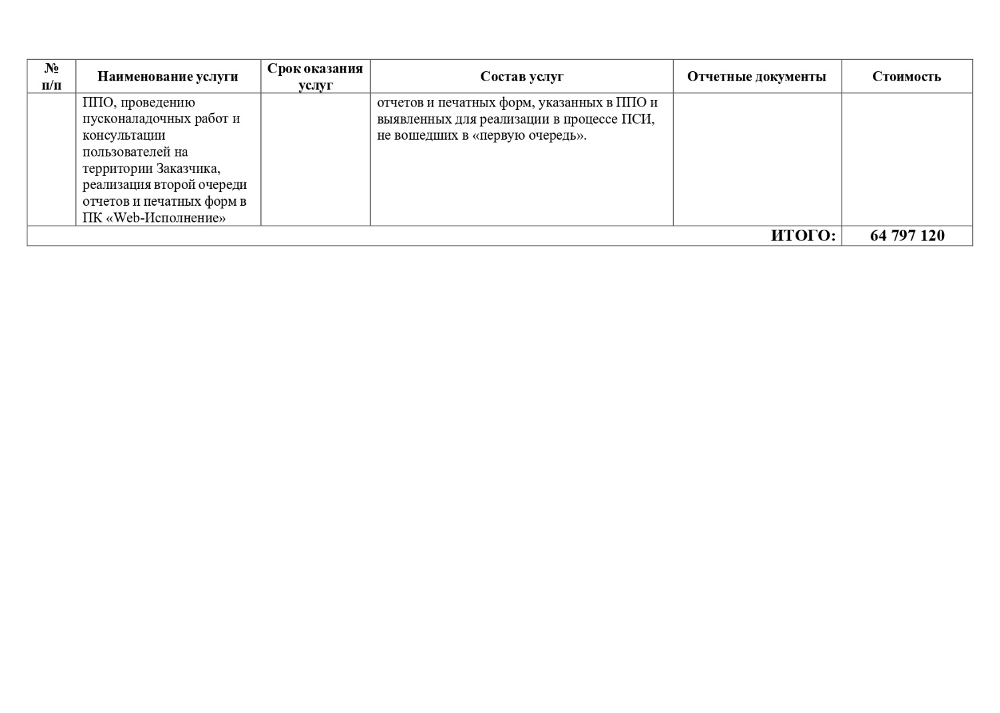 №
п/п
Наименование услуги
Срок оказания
услуг
Состав услуг
Отчетные документы
Стоимость
ППО, проведению
пусконаладочных работ и
консультации
пользователей на
территории Заказчика,
реализация второй очереди
отчетов и печатных форм в
ПК «Web-Исполнение»
отчетов и печатных форм, указанных в ППО и
выявленных для реализации в процессе ПСИ,
не вошедших в «первую очередь».
ИТОГО:
64 797 120